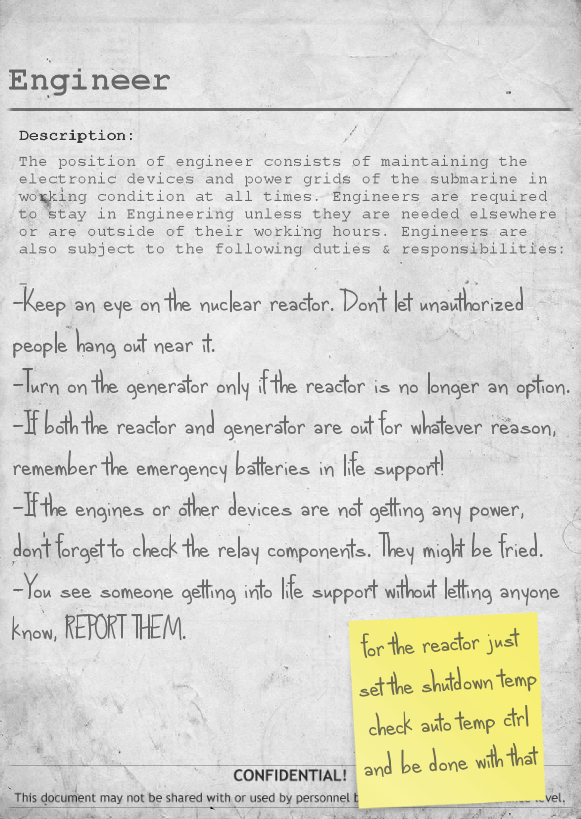 Engineer
Description:
The position of engineer consists of maintaining the
electronic devices and power grids of the submarine in
working condition at all times. Engineers are required
to stay in Engineering unless they are needed elsewhere
or are outside of their working hours. Engineers are
also subject to the following duties & responsibilities:
-Keep an eye on the nuclear reactor. Don't let unauthorized
people hang out near it.
-Turn on the generator only if the reactor is no longer an option.
-If both the reactor and generator are out for whatever reason,
remember the emergency batteries in life support!
-If the engines or other devices are not getting any power,
don't forget to check the relay components. They might be fried.
-You see someone getting into life support without letting anyone
know, REPORT THEM.
for the reactor just
set the shutdown temp
check auto temp ctrl
and be done with that
CONFIDENTIAL!
This document may not be shared with or used by personnel level.